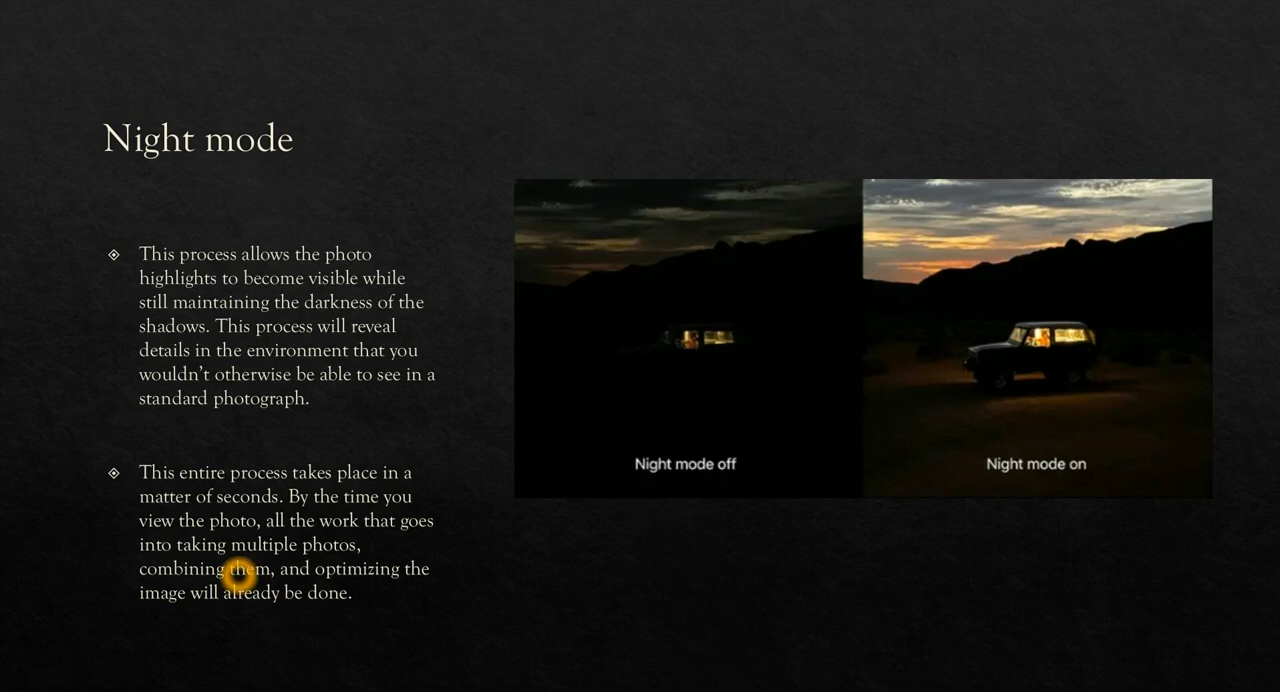 Night mode
This process allows the photo
highlights to become visible while
still maintaining the darkness of the
shadows. This process will reveal
details in the environment that you
wouldn't otherwise be able to see in a
standard photograph.
This entire process takes place in a
matter of seconds. By the time you
view the photo, all the work that goes
into taking multiple photos,
combining them, and optimizing the
image will already be done.
Night mode off
Night mode on